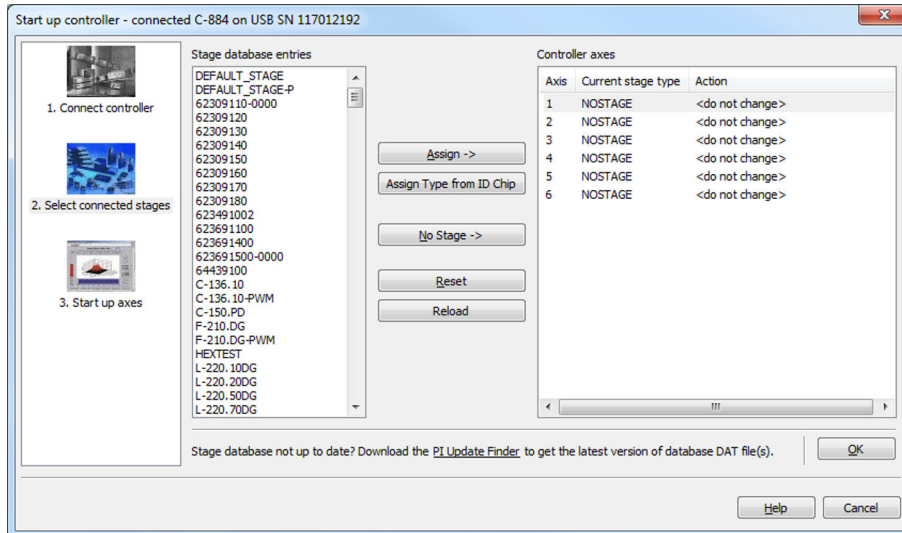 Start up controller - connected C-884 on USB SN 117012192
1. Connect controller
2. Select connected stages
3. Start up axes
Stage database entries
DEFAULT_STAGE
DEFAULT_STAGE-P
62309110-0000
62309120
62309130
62309140
62309150
62309160
62309170
62309180
623491002
623691100
623691400
623691500-0000
64439100
C-136.10
C-136.10-PWM
C-150.PD
F-210.DG
F-210.DG-PWM
HEXTEST
L-220.10DG
L-220.20DG
L-220.50DG
L-220.70DG
Assign ->
Assign Type from ID Chip
No Stage ->
Reset
Reload
Controller axes
Axis Current stage type Action
1 NOSTAGE <do not change>
2 NOSTAGE <do not change>
3 NOSTAGE <do not change>
4 NOSTAGE <do not change>
5 NOSTAGE <do not change>
6 NOSTAGE <do not change>
Stage database not up to date? Download the PI Update Finder to get the latest version of database DAT file(s).
OK
Help
Cancel